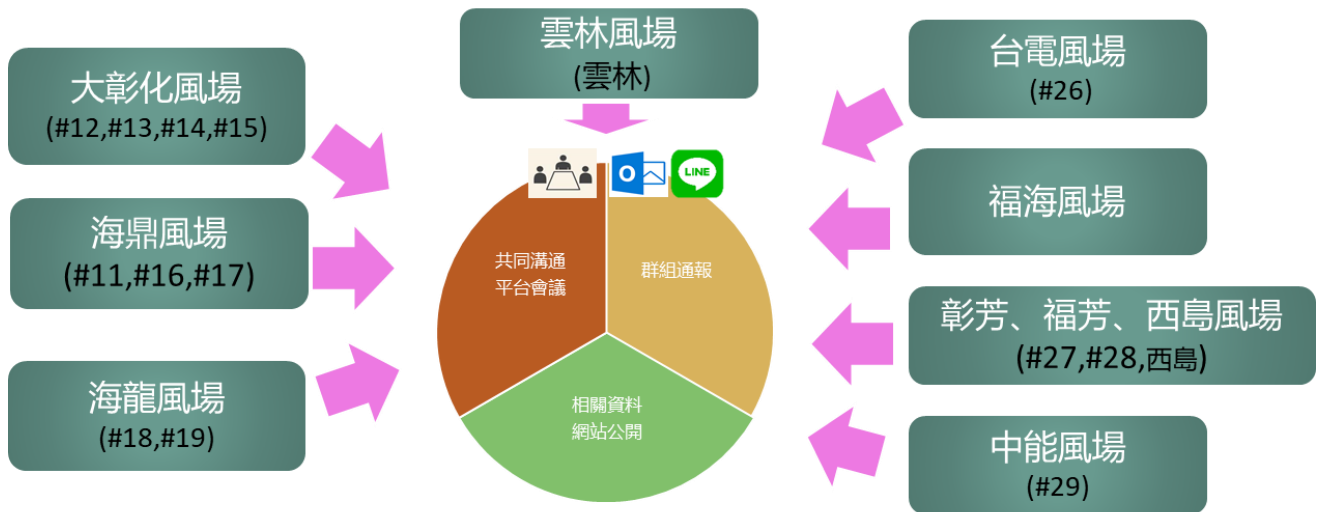 雲林風場
(雲林)
大彰化風場
(#12,#13,#14,#15)
海鼎風場
(#11,#16,#17)
海龍風場
(#18,#19)
O
LINE
共同溝通
平台會議
群組通報
相關資料
網站公開
台電風場
(#26)
福海風場
彰芳、福芳、西島風場
(#27,#28,西島)
中能風場
(#29)